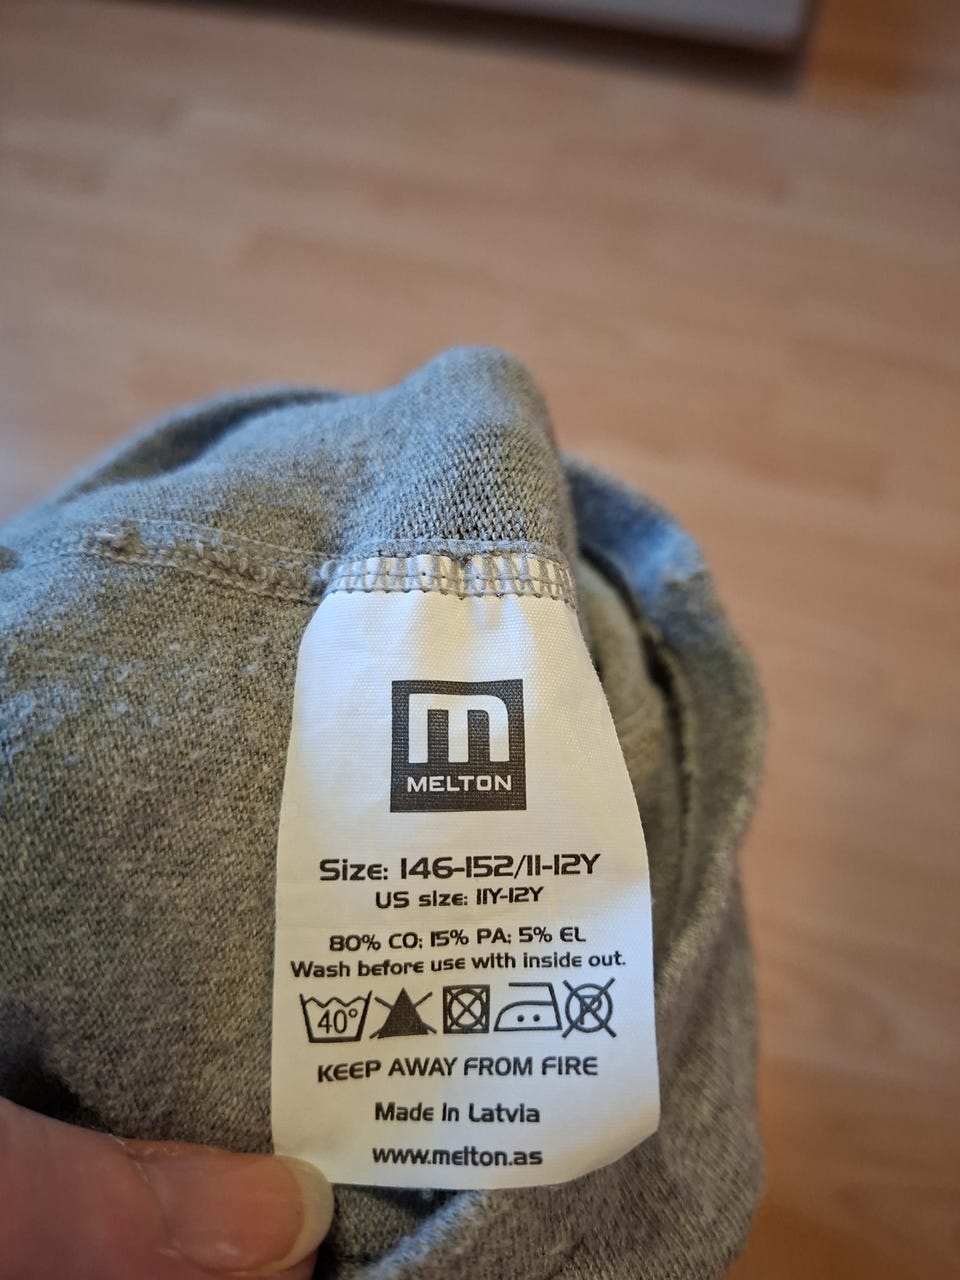 m
MELTON
Size: 146-152/11-12Y
US size: 11Y-12Y
80% CO; 15% PA; 5% EL
Wash before use with inside out.
40°
KEEP AWAY FROM FIRE
Made in Latvia
www.melton.as